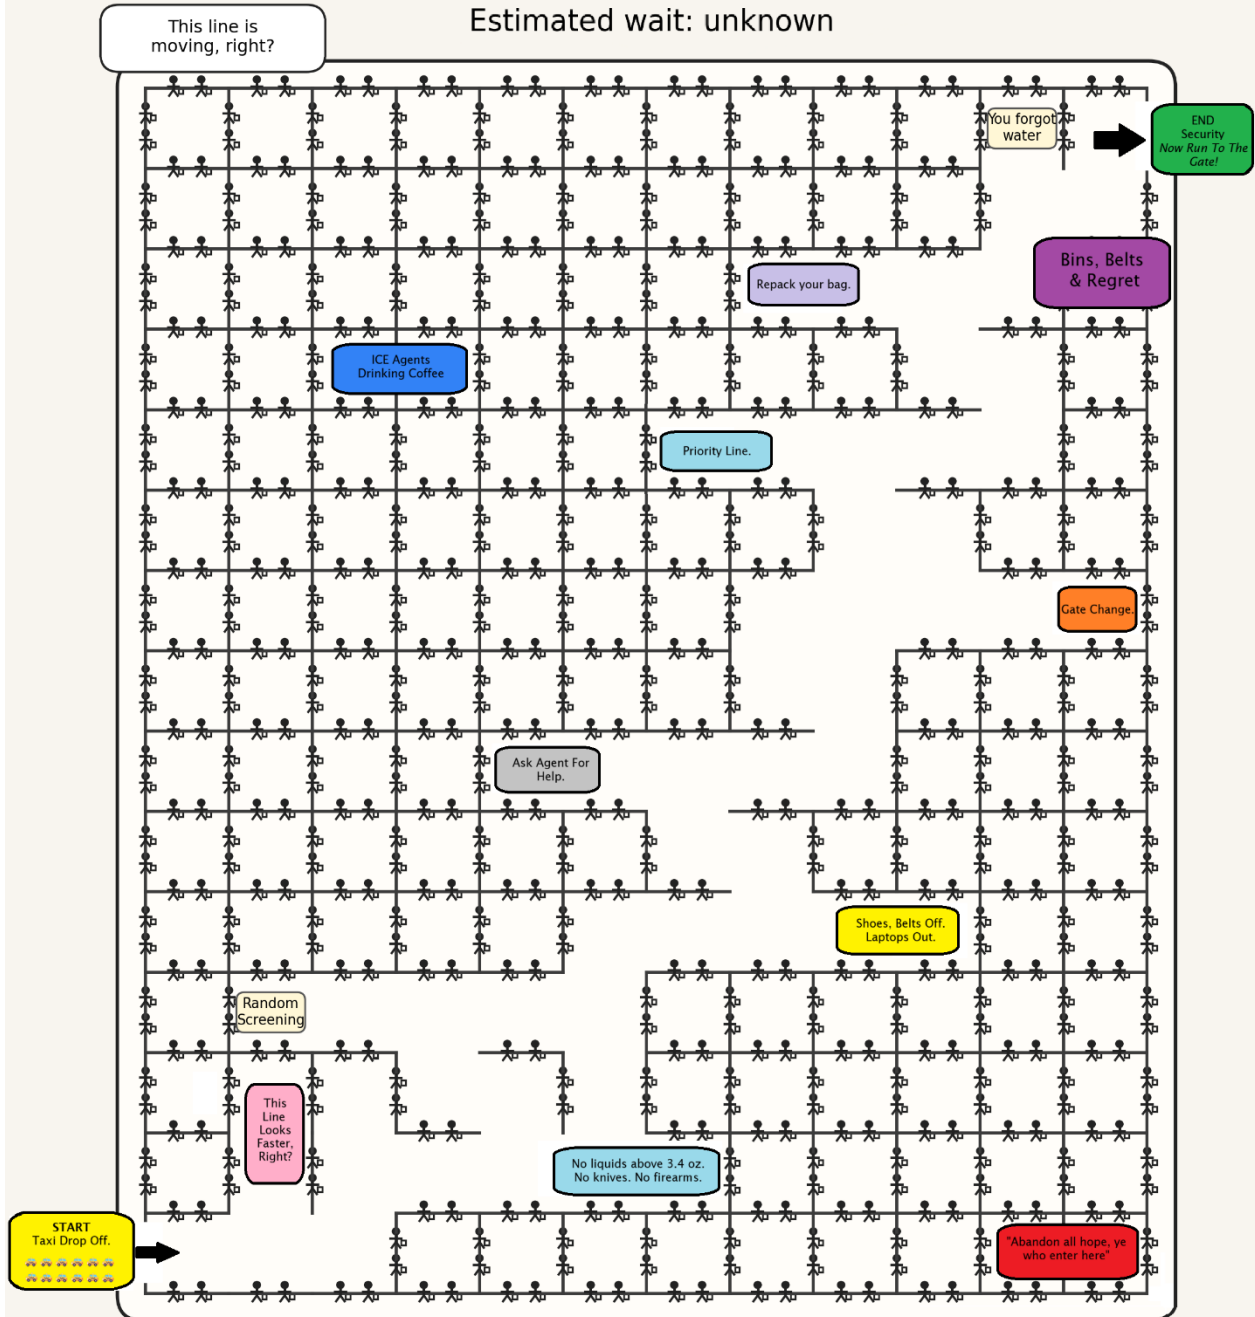 Estimated wait: unknown
This line is
moving, right?
You forgot
water
END
Security
Now Run To The
Gate!
Bins, Belts
& Regret
Repack your bag.
ICE Agents
Drinking Coffee
Priority Line.
Gate Change.
Ask Agent For
Help.
Shoes, Belts Off.
Laptops Out.
Random
Screening
This
Line
Looks
Faster,
Right?
No liquids above 3.4 oz.
No knives. No firearms.
START
Taxi Drop Off.
"Abandon all hope, ye
who enter here"